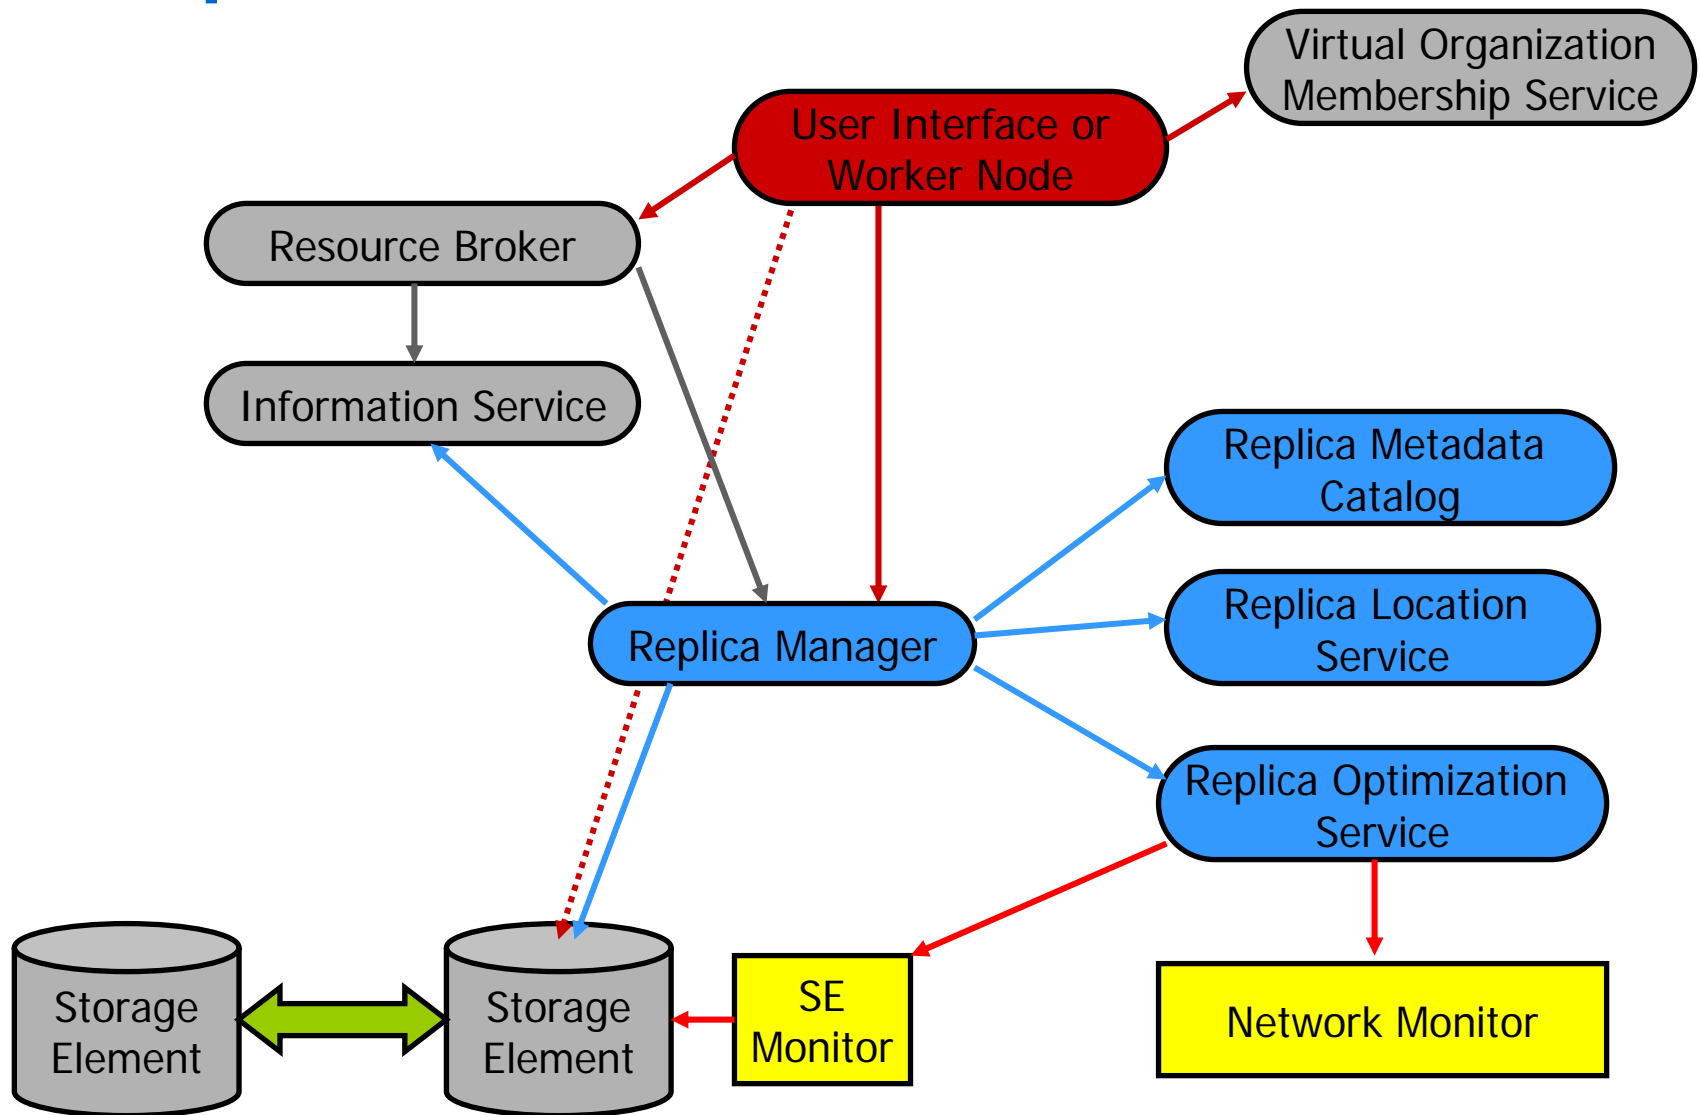 Virtual Organization
Membership Service
User Interface or
Worker Node
Resource Broker
Information Service
Replica Metadata
Catalog
Replica Location
Service
Replica Manager
Replica Optimization
Service
Storage
Element
Storage
Element
SE
Monitor
Network Monitor